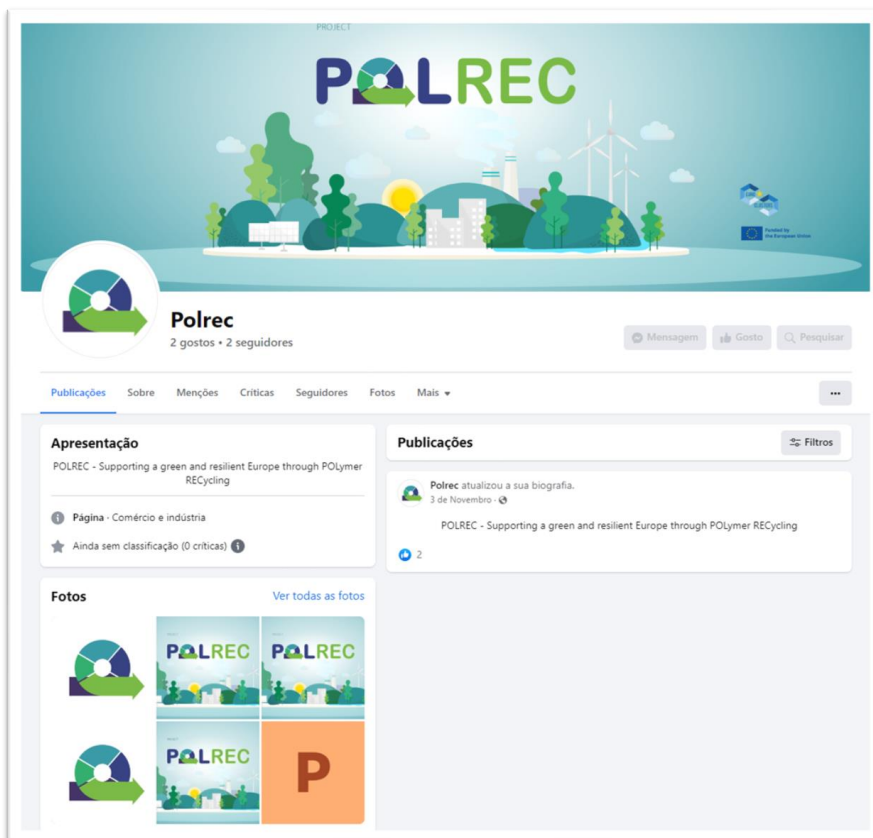 PROJECT
POLREC
Funded by
the European Union
Polrec
2 gostos • 2 seguidores
Mensagem
Gosto
Pesquisar
Publicações
Sobre
Menções
Críticas
Seguidores
Fotos
Mais
Apresentação
POLREC - Supporting a green and resilient Europe through POLymer
RECycling
Página · Comércio e indústria
Ainda sem classificação (0 críticas)
Fotos
Ver todas as fotos
POLREC
POLREC
POLREC
P
Publicações
Filtros
Polrec atualizou a sua biografia.
3 de Novembro ·
POLREC - Supporting a green and resilient Europe through POLymer RECycling
2